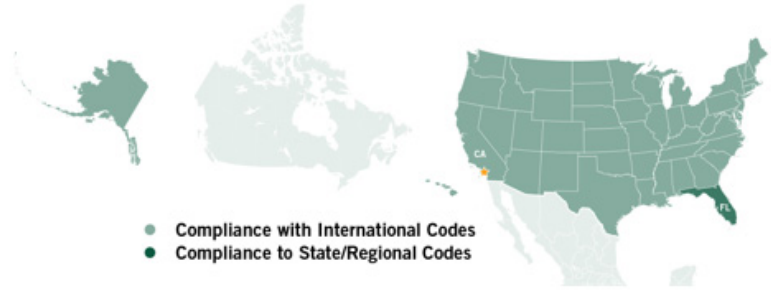 CA
FL
Compliance with International Codes
Compliance to State/Regional Codes